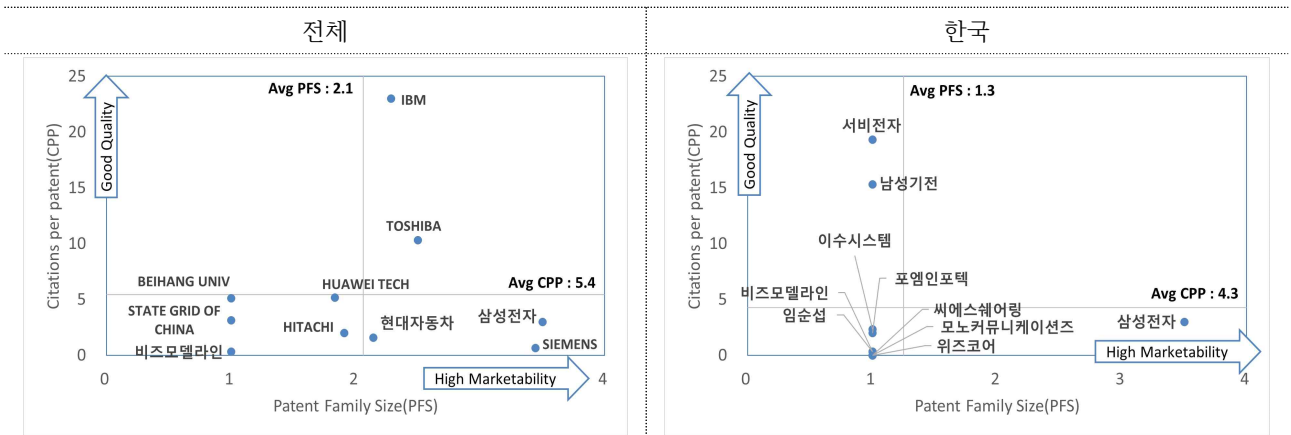 전체
한국
25
20
15
10
5
0
Citations per patent(CPP)
Good Quality
Avg PFS : 2.1
IBM
TOSHIBA
Avg CPP : 5.4
BEIHANG UNIV
HUAWEI TECH
STATE GRID OF
CHINA
HITACHI
현대자동차
삼성전자
비즈모델라인
SIEMENS
0
1
2
4
High Marketability
Patent Family Size(PFS)
25
20
15
10
5
0
Citations per patent(CPP)
Good Quality
Avg PFS : 1.3
서비전자
남성기전
이수시스템
포엠인포텍
비즈모델라인
Avg CPP : 4.3
임순섭
씨에스쉐어링
모노커뮤니케이션즈
위즈코어
삼성전자
High Marketability
0
1
2
3
4
Patent Family Size(PFS)